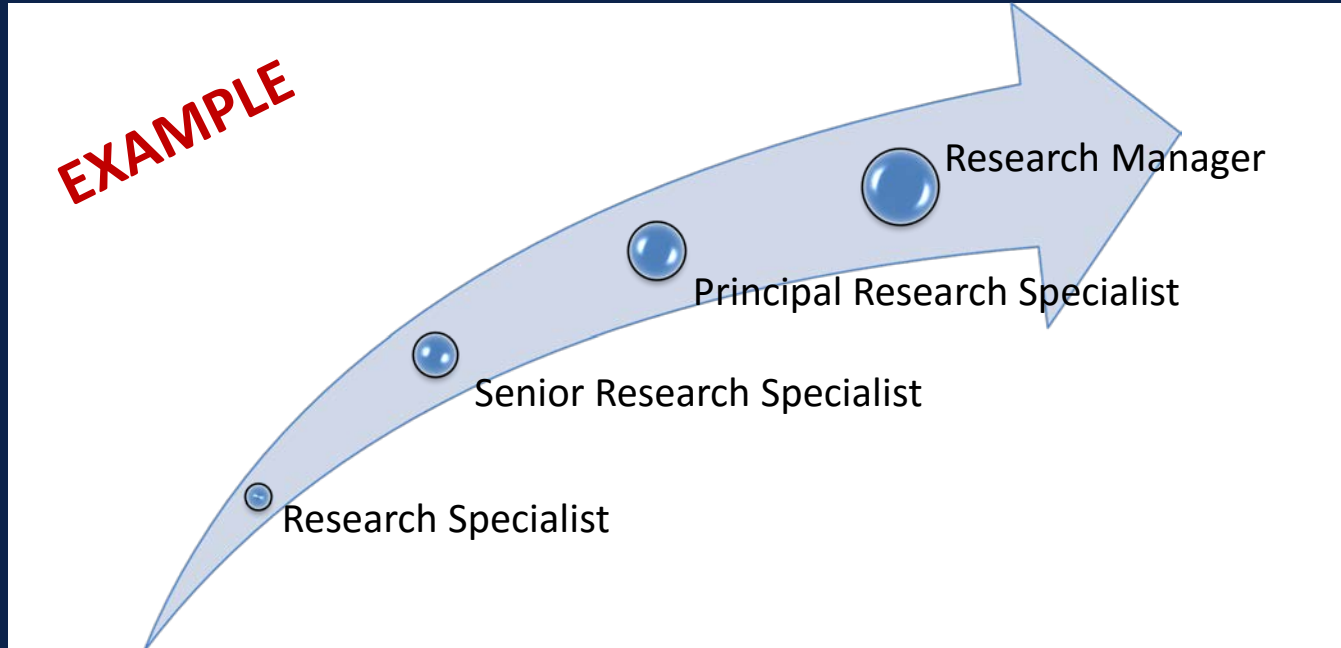 EXAMPLE
Research Manager
Principal Research Specialist
Senior Research Specialist
Research Specialist